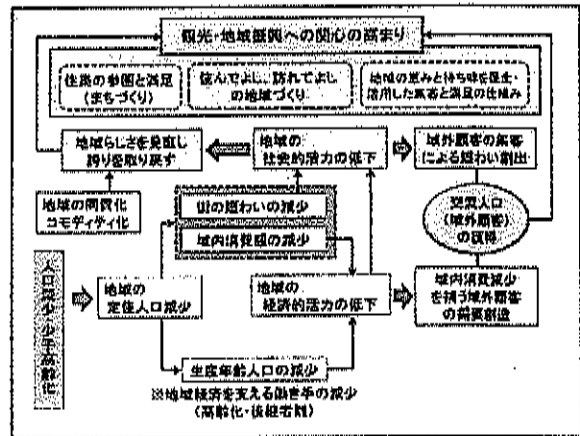 観光・地域振興への関心の高まり
住民の参画と満足
(まちづくり)
住んでよし、訪れてよし
の地域づくり
地域の恵みと持ち味を
活用した集客と満足の仕組み
地域らしさを見直し
誇りを取り戻す
地域の
社会的活力の低下
域外顧客の集客
による賑わい創出
地域の同質化
コモディティ化
街の賑わいの減少
域内消費額の減少
交流人口
(域外顧客)
の獲得
人口減少・少子高齢化
地域の
定住人口減少
地域の
経済的活力の低下
域内消費減少
を補う域外顧客
の需要創造
生産年齢人口の減少
※地域経済を支える働き手の減少
(高齢化・後継者難)